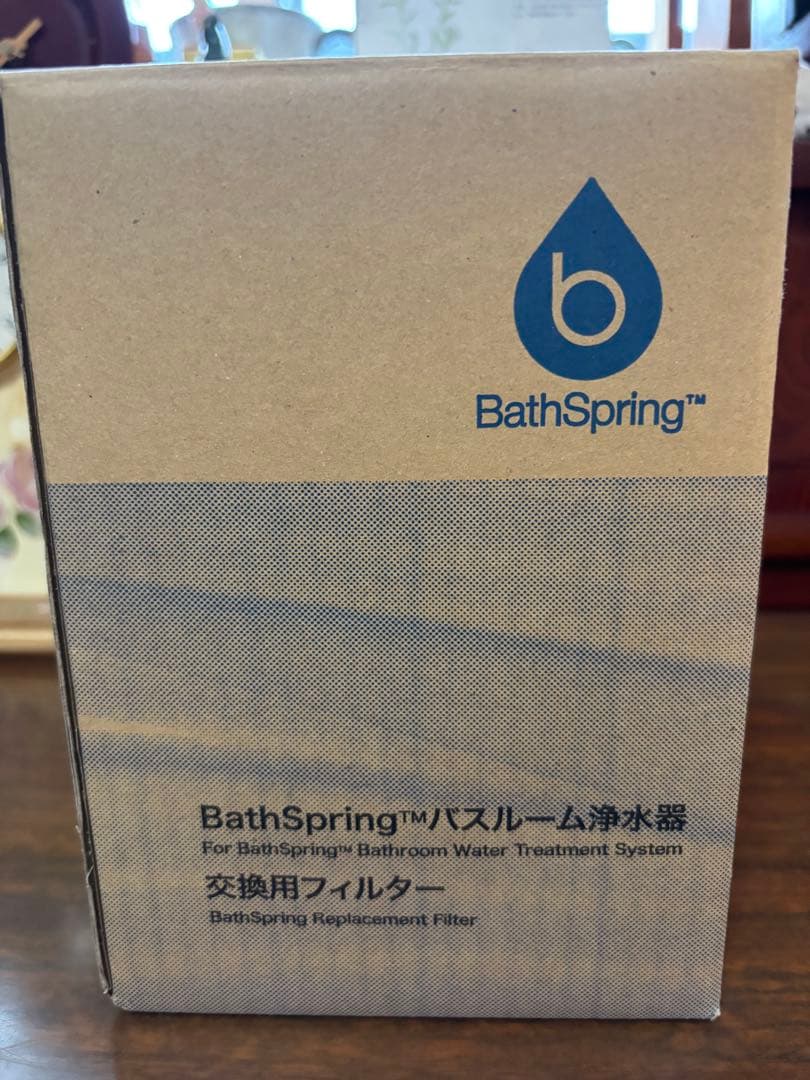 b
BathSpring™
BathSpring™バスルーム浄水器
For BathSpring™ Bathroom Water Treatment System
交換用フィルター
BathSpring Replacement Filter